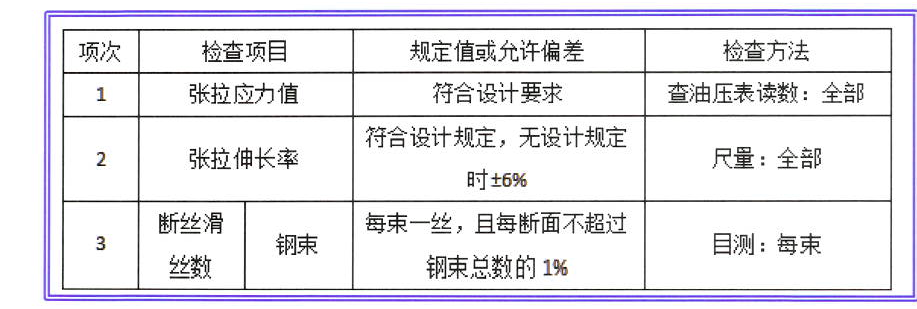 项次 检查项目 规定值或允许偏差 检查方法
1 张拉应力值 符合设计要求 查油压表读数：全部
2 张拉伸长率 符合设计规定，无设计规定
时±6% 尺量：全部
3 断丝滑
丝数 钢束 每束一丝，且每断面不超过
钢束总数的 1% 目测：每束